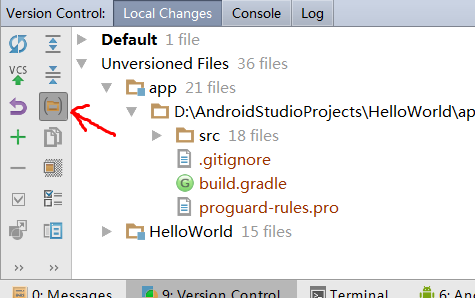 Version Control: Local Changes Console Log
Default 1 file
VCS
Unversioned Files 36 files
app 21 files
D:\AndroidStudioProjects\HelloWorld\ap
src 18 files
.gitignore
build.gradle
proguard-rules.pro
HelloWorld 15 files
0: Messages 9: Version Control Terminal 6: An